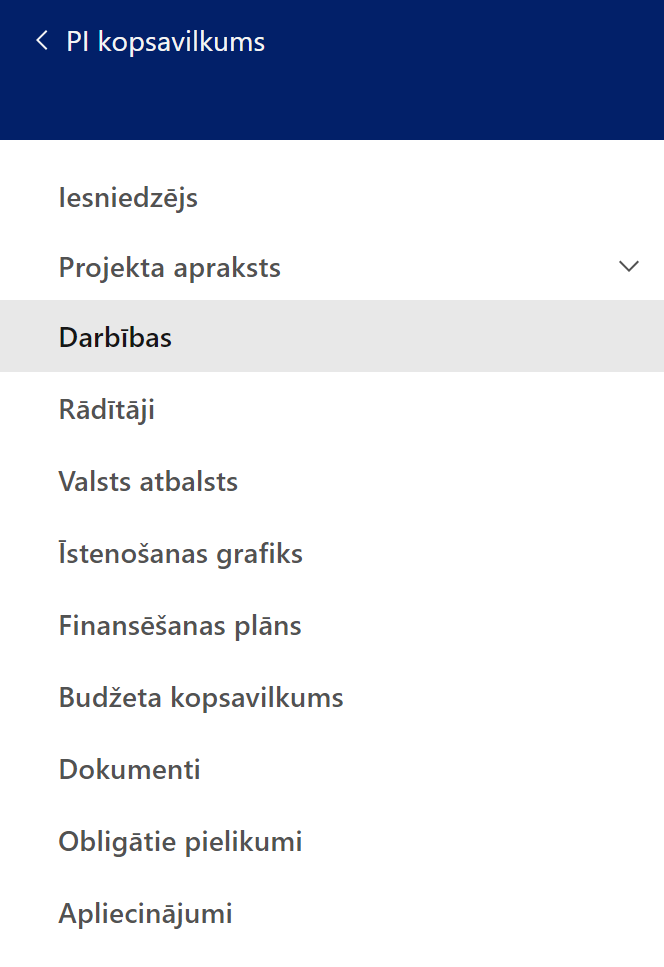 PI kopsavilkums
Iesniedzējs
Projekta apraksts
Darbības
Rādītāji
Valsts atbalsts
Īstenošanas grafiks
Finansēšanas plāns
Budžeta kopsavilkums
Dokumenti
Obligātie pielikumi
Apliecinājumi